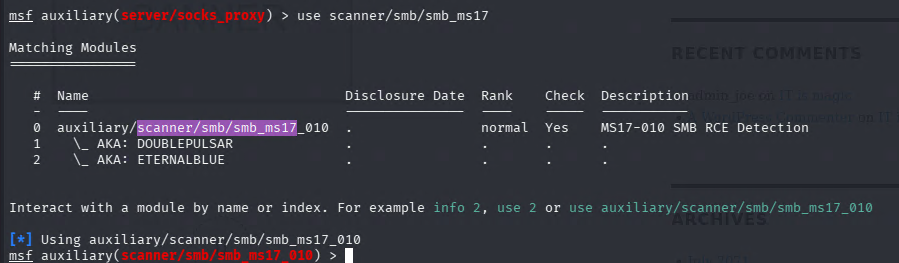 msf auxiliary(server/socks_proxy) > use scanner/smb/smb_ms17
Matching Modules
================
# Name Disclosure Date Rank Check Description
- ---- --------------- ---- ----- -----------
0 auxiliary/scanner/smb/smb_ms17_010 . normal Yes MS17-010 SMB RCE Detection
1 \_ AKA: DOUBLEPULSAR . . . .
2 \_ AKA: ETERNALBLUE . . . .
Interact with a module by name or index. For example info 2, use 2 or use auxiliary/scanner/smb/smb_ms17_010
[*] Using auxiliary/scanner/smb/smb_ms17_010
msf auxiliary(scanner/smb/smb_ms17_010) >
RECENT COMMENTS
ARCHIVES